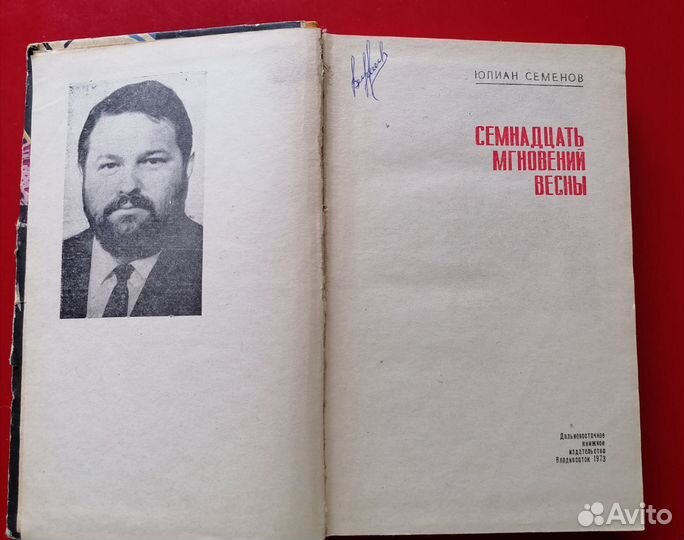 ЮЛИАН СЕМЕНОВ
СЕМНАДЦАТЬ
МГНОВЕНИЙ
ВЕСНЫ
Дальневосточное
книжное
издательство
Владивосток 1973
Avito